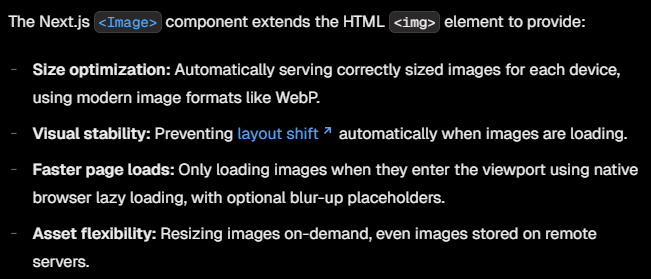 The Next.js <Image> component extends the HTML <img> element to provide:
- Size optimization: Automatically serving correctly sized images for each device,
using modern image formats like WebP.
- Visual stability: Preventing layout shift ↗ automatically when images are loading.
- Faster page loads: Only loading images when they enter the viewport using native
browser lazy loading, with optional blur-up placeholders.
- Asset flexibility: Resizing images on-demand, even images stored on remote
servers.